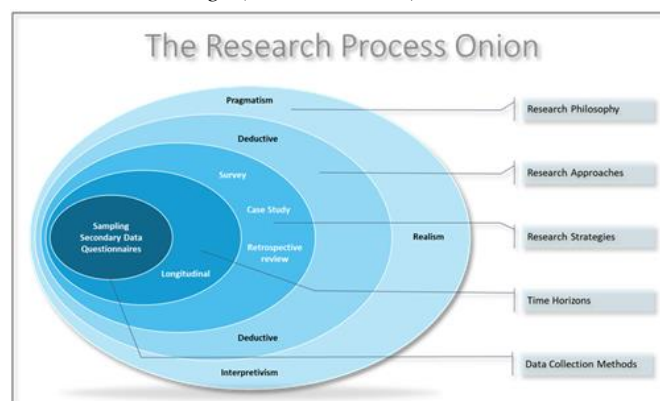 The Research Process Onion
Pragmatism
Research Philosophy
Deductive
Research Approaches
Survey
Case Study
Sampling
Secondary Data
Questionnaires
Realism
Research Strategies
Retrospective
review
Longitudinal
Time Horizons
Deductive
Interpretivism
Data Collection Methods